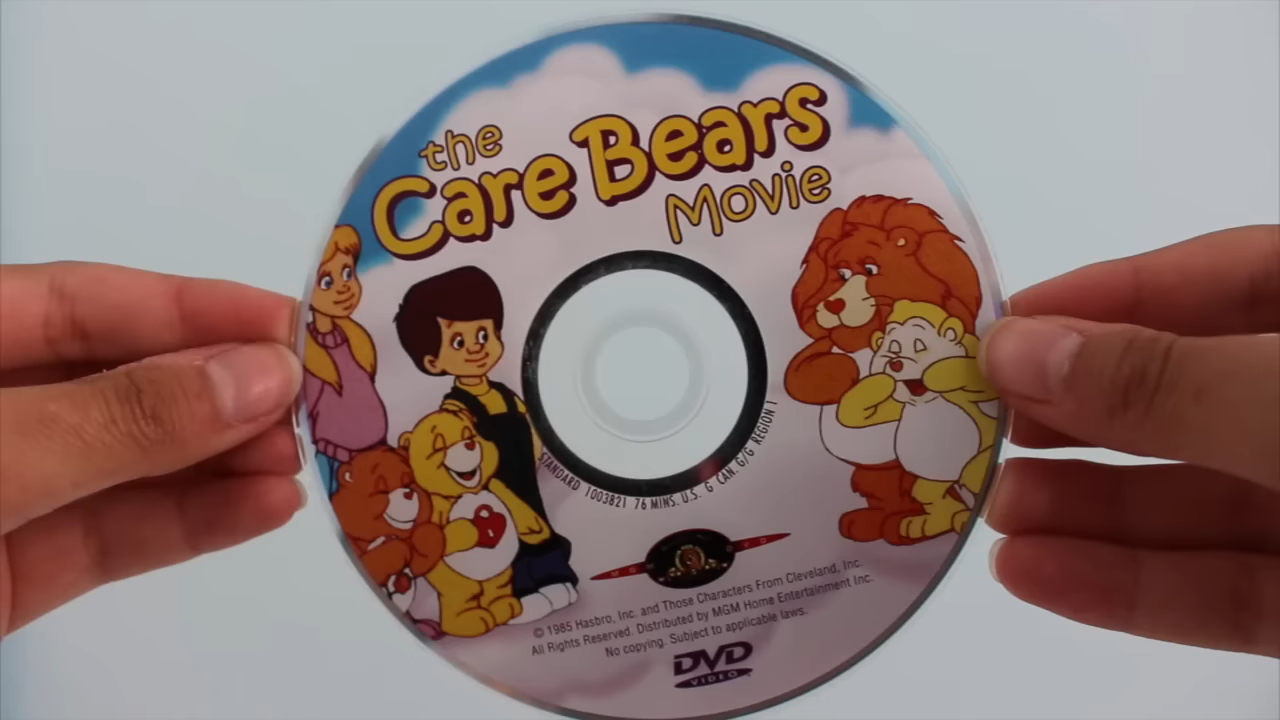 the
Care Bears
Movie
STANDARD 1003821 76 MINS. U.S. G CAN. G/G REGION 1
© 1985 Hasbro, Inc. and Those Characters From Cleveland, Inc.
All Rights Reserved. Distributed by MGM Home Entertainment Inc.
No copying. Subject to applicable laws.
DVD
VIDEO